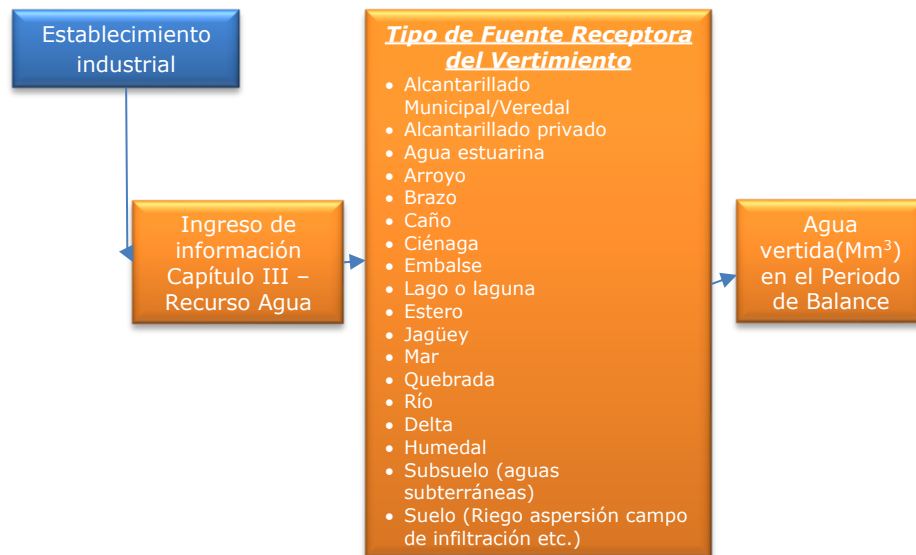 Establecimiento
industrial
Ingreso de
información
Capítulo III –
Recurso Agua
Tipo de Fuente Receptora
del Vertimiento
• Alcantarillado
Municipal/Veredal
• Alcantarillado privado
• Agua estuarina
• Arroyo
• Brazo
• Caño
• Ciénaga
• Embalse
• Lago o laguna
• Estero
• Jagüey
• Mar
• Quebrada
• Río
• Delta
• Humedal
• Subsuelo (aguas
subterráneas)
• Suelo (Riego aspersión campo
de infiltración etc.)
Agua
vertida(Mm³)
en el Periodo
de Balance